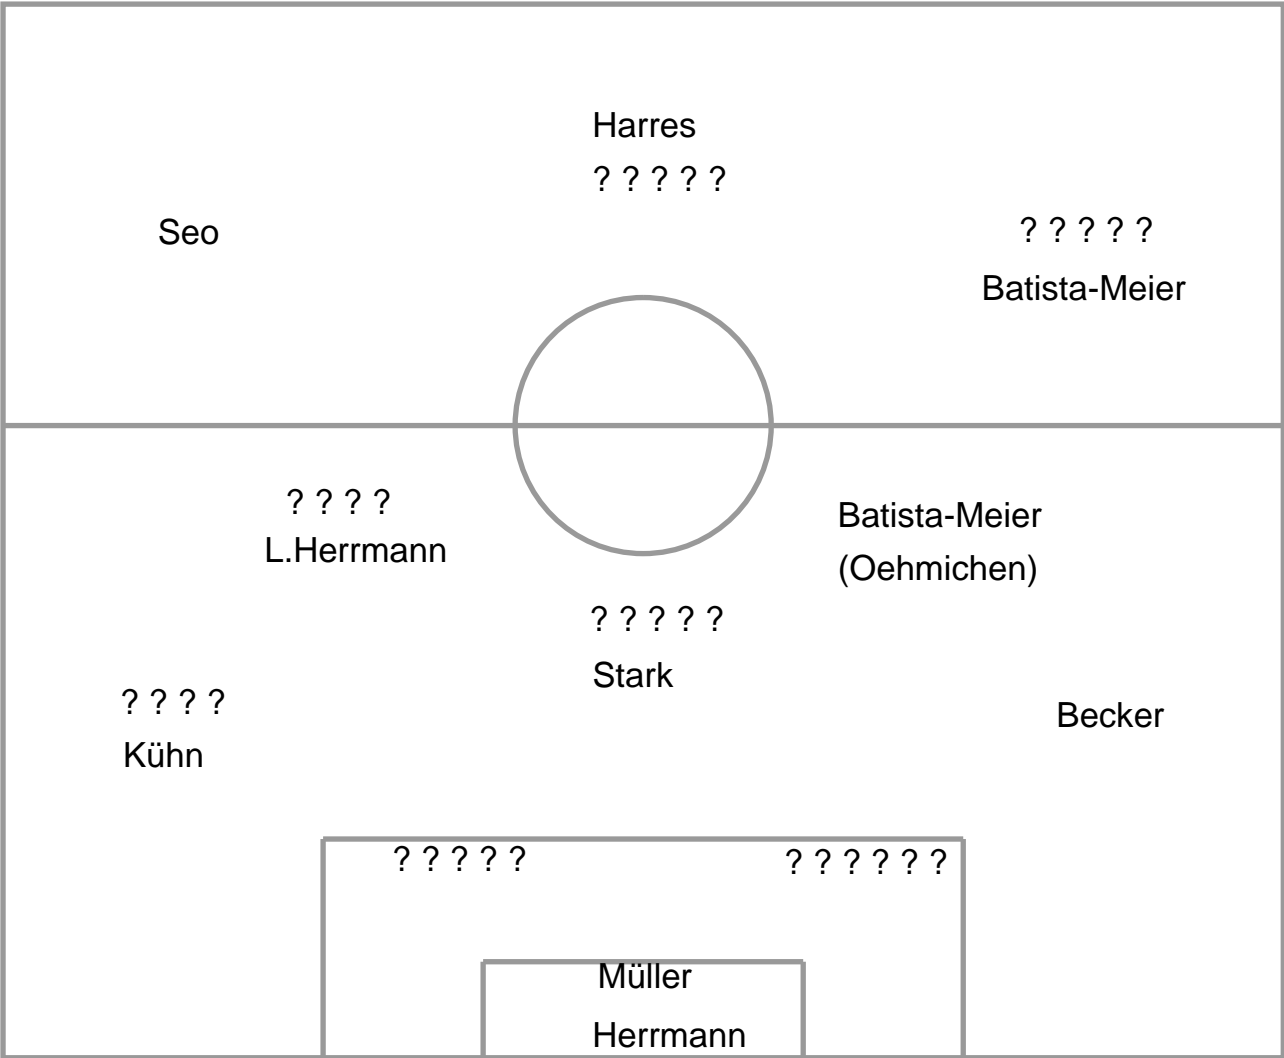 Harres
? ? ? ? ?
Seo
? ? ? ? ?
Batista-Meier
? ? ? ?
L.Herrmann
Batista-Meier
(Oehmichen)
? ? ? ? ?
Stark
? ? ? ?
Kühn
Becker
? ? ? ? ?
? ? ? ? ? ?
Müller
Herrmann